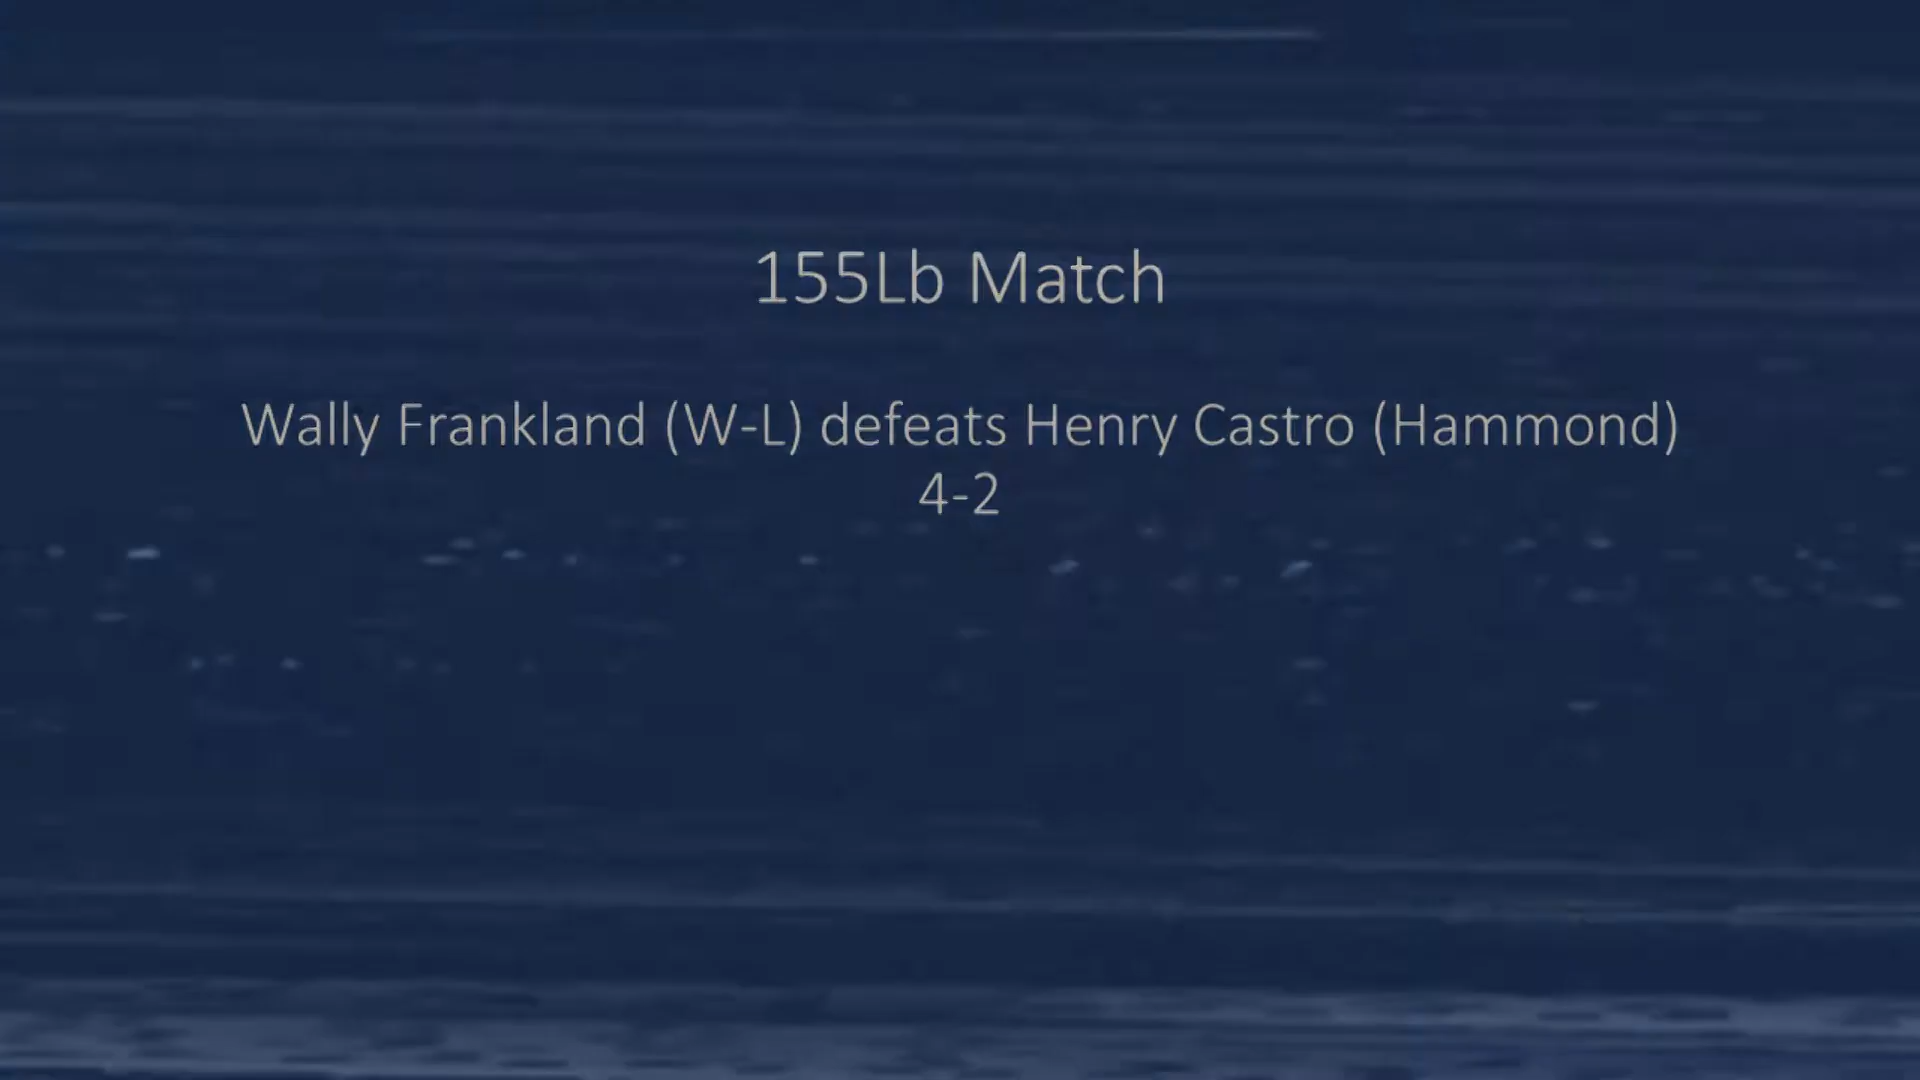 155Lb Match
Wally Frankland (W-L) defeats Henry Castro (Hammond)
4-2